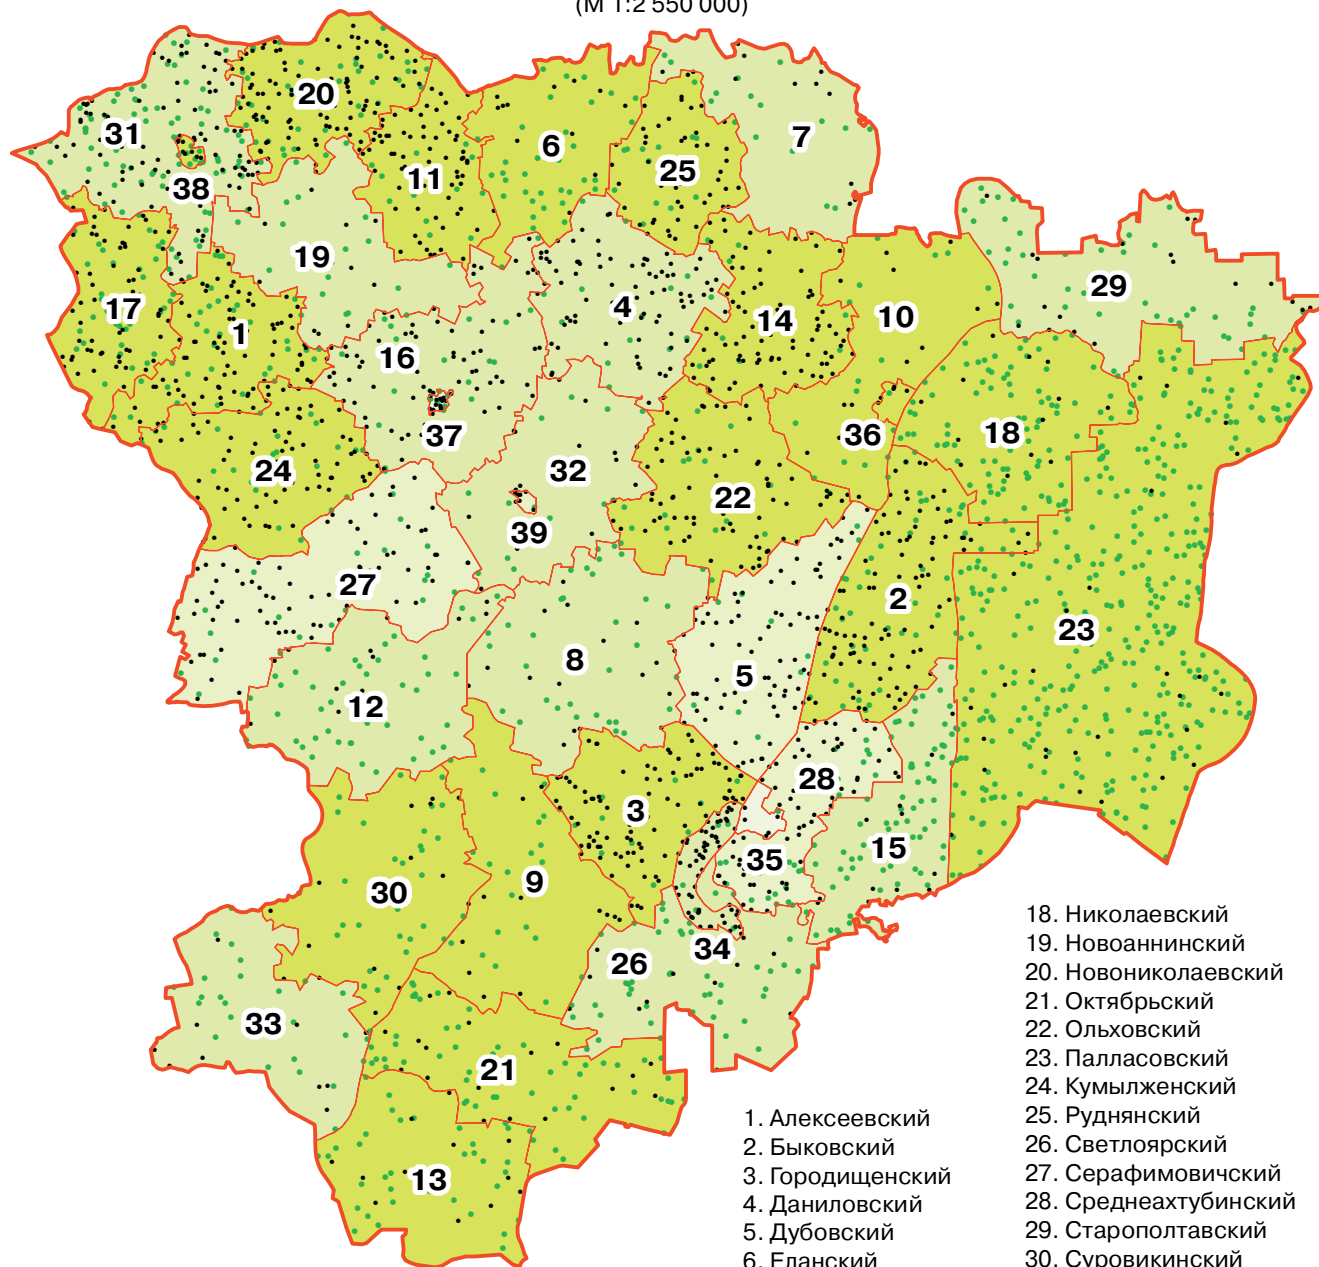 (М 1:2 550 000)
20
31
6
7
25
11
38
19
29
4
17
14
10
1
16
37
36
18
32
24
22
39
27
2
23
8
5
12
28
3
35
15
9
30
34
26
33
21
13
1. Алексеевский
2. Быковский
3. Городищенский
4. Даниловский
5. Дубовский
6. Еланский
18. Николаевский
19. Новоаннинский
20. Новониколаевский
21. Октябрьский
22. Ольховский
23. Палласовский
24. Кумылженский
25. Руднянский
26. Светлоярский
27. Серафимовичский
28. Среднеахтубинский
29. Старополтавский
30. Суровикинский